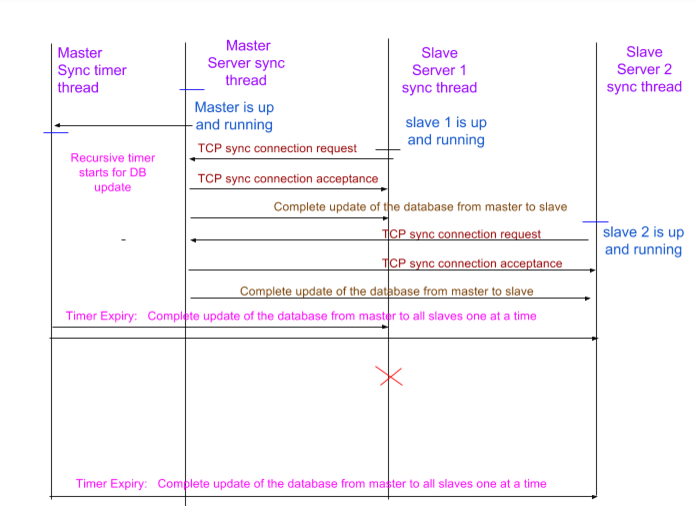 Master
Sync timer
thread
Master
Server sync
thread
Slave
Server 1
sync thread
Slave
Server 2
sync thread
Master is up
and running
slave 1 is up
and running
TCP sync connection request
Recursive timer
starts for DB
update
TCP sync connection acceptance
Complete update of the database from master to slave
slave 2 is up
and running
TCP sync connection request
-
TCP sync connection acceptance
Complete update of the database from master to slave
Timer Expiry: Complete update of the database from master to all slaves one at a time
Timer Expiry: Complete update of the database from master to all slaves one at a time